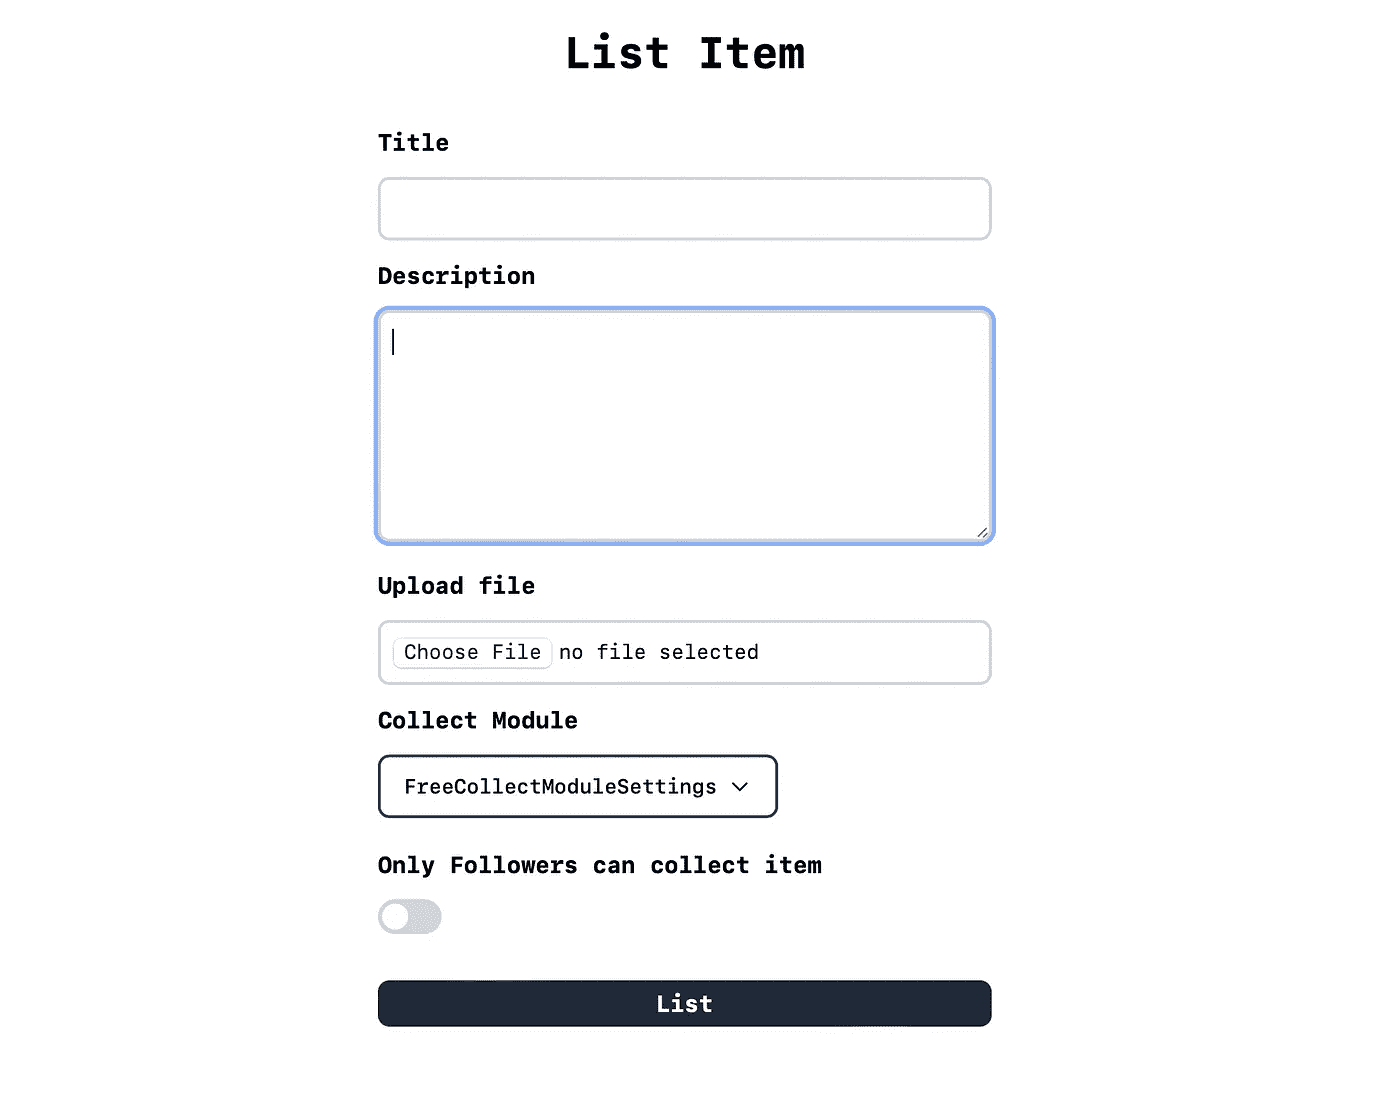 List Item
Title
Description
Upload file
Choose File no file selected
Collect Module
FreeCollectModuleSettings
Only Followers can collect item
List